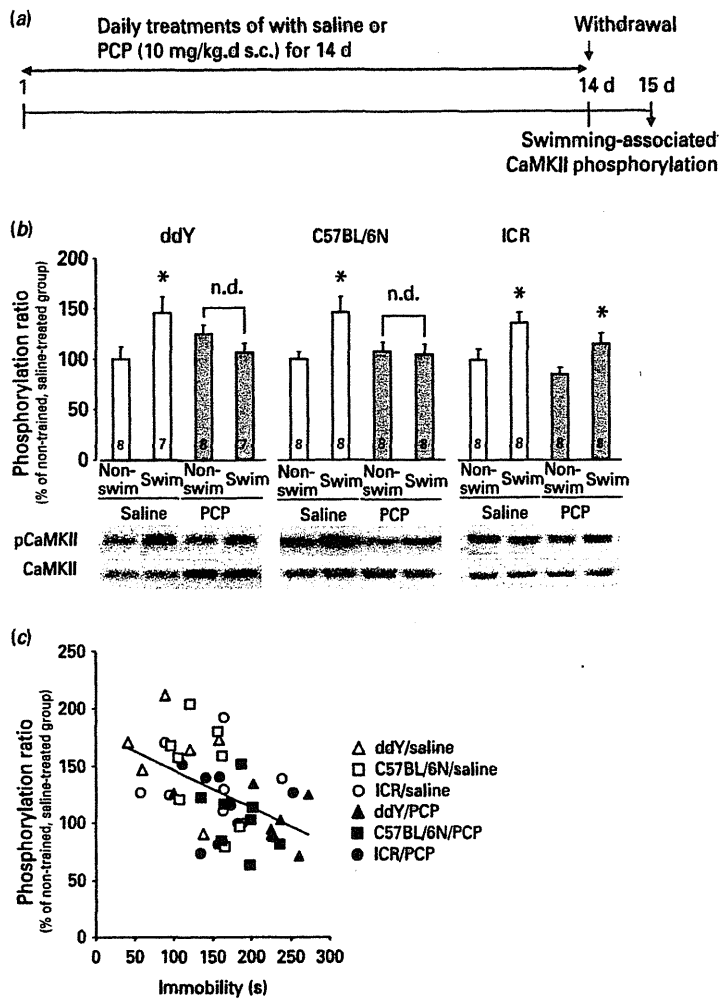 (a)
Daily treatments of with saline or
PCP (10 mg/kg.d s.c.) for 14 d
Withdrawal
1
14 d
15 d
Swimming-associated
CaMKII phosphorylation
(b)
ddY
C57BL/6N
ICR
Phosphorylation ratio
(% of non-trained, saline-treated group)
200
150
100
50
0
*
n.d.
*
n.d.
*
*
8 7 8 7
8 8 8 8
8 8 8 8
Non-swim Swim Non-swim Swim
Non-swim Swim Non-swim Swim
Non-swim Swim Non-swim Swim
Saline PCP
Saline PCP
Saline PCP
pCaMKII
CaMKII
(c)
Phosphorylation ratio
(% of non-trained, saline-treated group)
250
200
150
100
50
0
0 50 100 150 200 250 300
Immobility (s)
ddY/saline
C57BL/6N/saline
ICR/saline
ddY/PCP
C57BL/6N/PCP
ICR/PCP